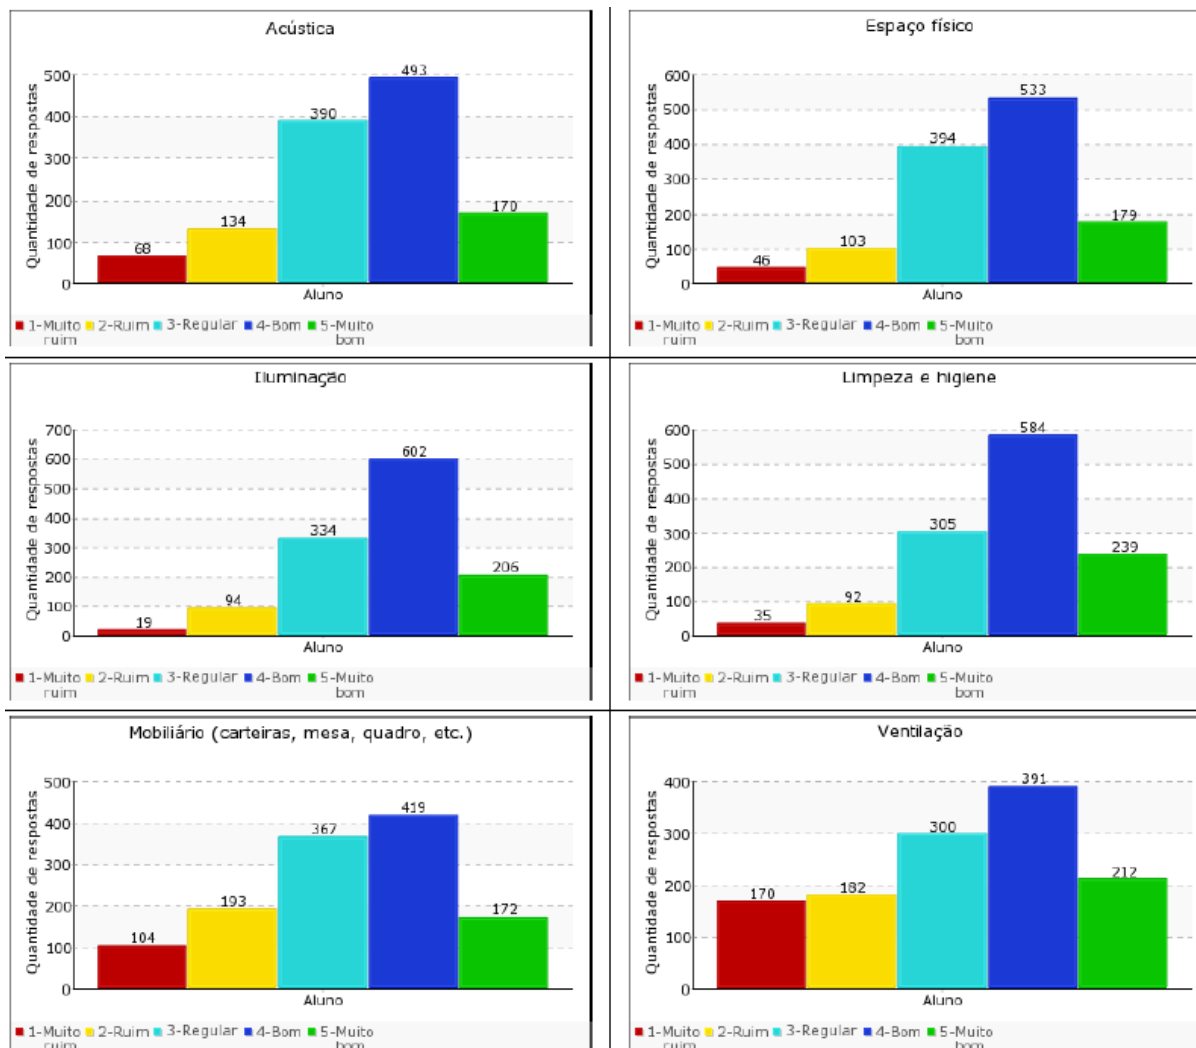 Acústica
Quantidade de respostas
500
400
300
200
100
0
68
134
390
493
170
Aluno
1-Muito ruim 2-Ruim 3-Regular 4-Bom 5-Muito bom
Espaço físico
Quantidade de respostas
600
500
400
300
200
100
0
46
103
394
533
179
Aluno
1-Muito ruim 2-Ruim 3-Regular 4-Bom 5-Muito bom
Iluminação
Quantidade de respostas
700
600
500
400
300
200
100
0
19
94
334
602
206
Aluno
1-Muito ruim 2-Ruim 3-Regular 4-Bom 5-Muito bom
Limpeza e higiene
Quantidade de respostas
600
500
400
300
200
100
0
35
92
305
584
239
Aluno
1-Muito ruim 2-Ruim 3-Regular 4-Bom 5-Muito bom
Mobiliário (carteiras, mesa, quadro, etc.)
Quantidade de respostas
500
400
300
200
100
0
104
193
367
419
172
Aluno
1-Muito ruim 2-Ruim 3-Regular 4-Bom 5-Muito bom
Ventilação
Quantidade de respostas
400
300
200
100
0
170
182
300
391
212
Aluno
1-Muito ruim 2-Ruim 3-Regular 4-Bom 5-Muito bom